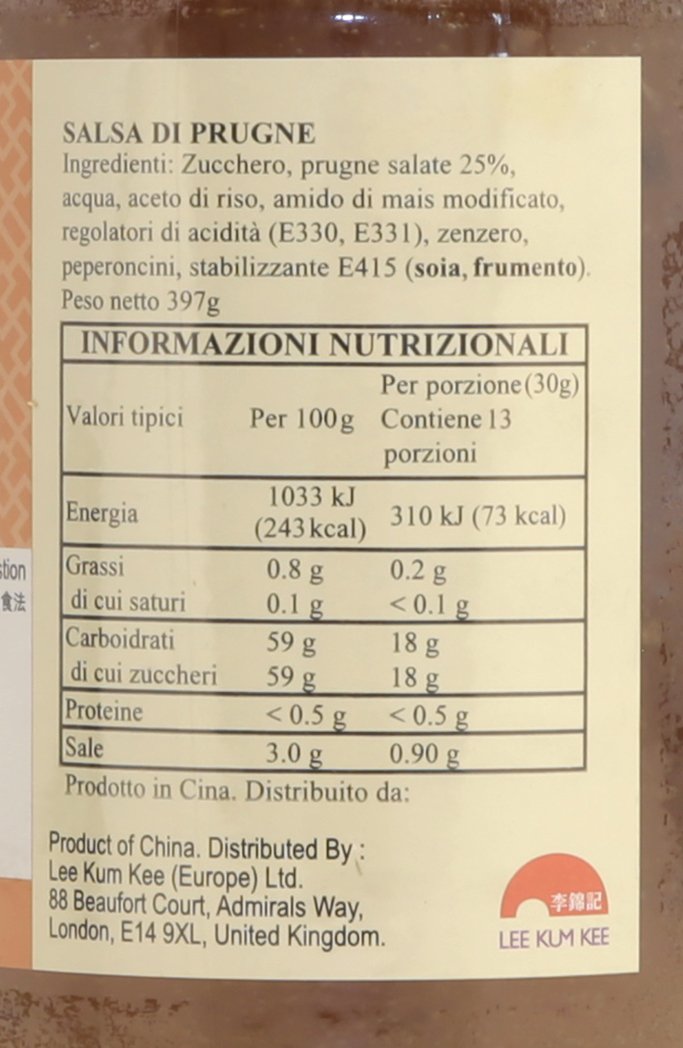 SALSA DI PRUGNE
Ingredienti: Zucchero, prugne salate 25%,
acqua, aceto di riso, amido di mais modificato,
regolatori di acidità (E330, E331), zenzero,
peperoncini, stabilizzante E415 (soia, frumento).
Peso netto 397g
INFORMAZIONI NUTRIZIONALI
Valori tipici Per 100g Per porzione (30g)
Contiene 13
porzioni
Energia 1033 kJ
(243 kcal) 310 kJ (73 kcal)
Grassi 0.8 g 0.2 g
di cui saturi 0.1 g < 0.1 g
Carboidrati 59 g 18 g
di cui zuccheri 59 g 18 g
Proteine < 0.5 g < 0.5 g
Sale 3.0 g 0.90 g
Prodotto in Cina. Distribuito da:
Product of China. Distributed By :
Lee Kum Kee (Europe) Ltd.
88 Beaufort Court, Admirals Way,
London, E14 9XL, United Kingdom.
李錦記
LEE KUM KEE
stion
食法